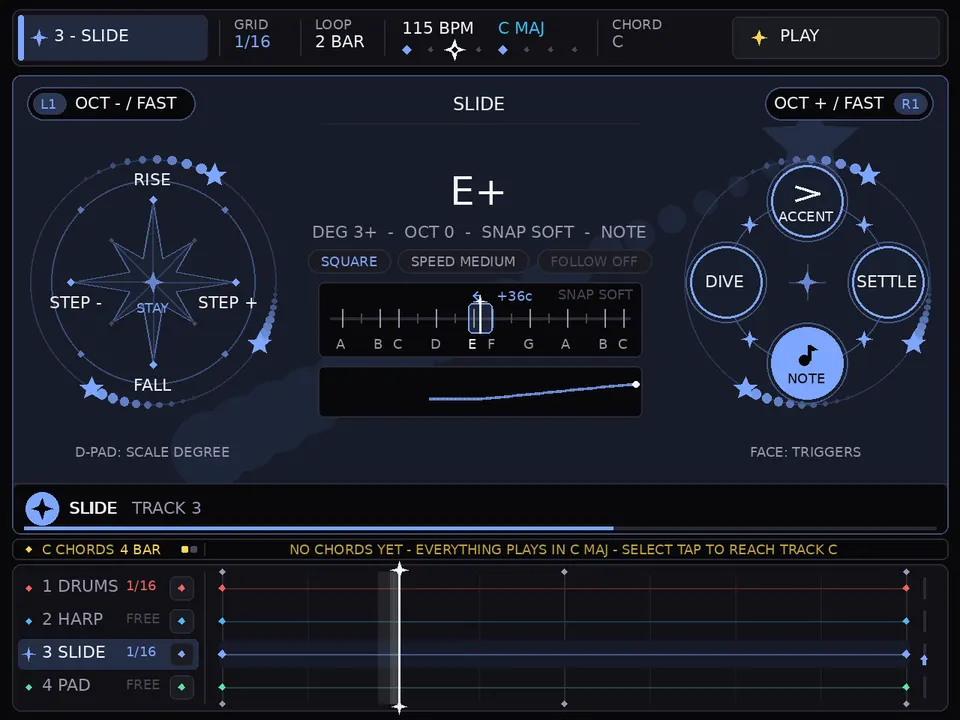 3 - SLIDE
GRID
1/16
LOOP
2 BAR
115 BPM
C MAJ
CHORD
C
PLAY
L1 OCT - / FAST
SLIDE
OCT + / FAST R1
RISE
STEP -
STAY
STEP +
FALL
D-PAD: SCALE DEGREE
E+
DEG 3+ - OCT 0 - SNAP SOFT - NOTE
SQUARE
SPEED MEDIUM
FOLLOW OFF
+36c
SNAP SOFT
A B C D E F G A B C
> ACCENT
DIVE
SETTLE
NOTE
FACE: TRIGGERS
SLIDE TRACK 3
C CHORDS 4 BAR
NO CHORDS YET - EVERYTHING PLAYS IN C MAJ - SELECT TAP TO REACH TRACK C
1 DRUMS 1/16
2 HARP FREE
3 SLIDE 1/16
4 PAD FREE